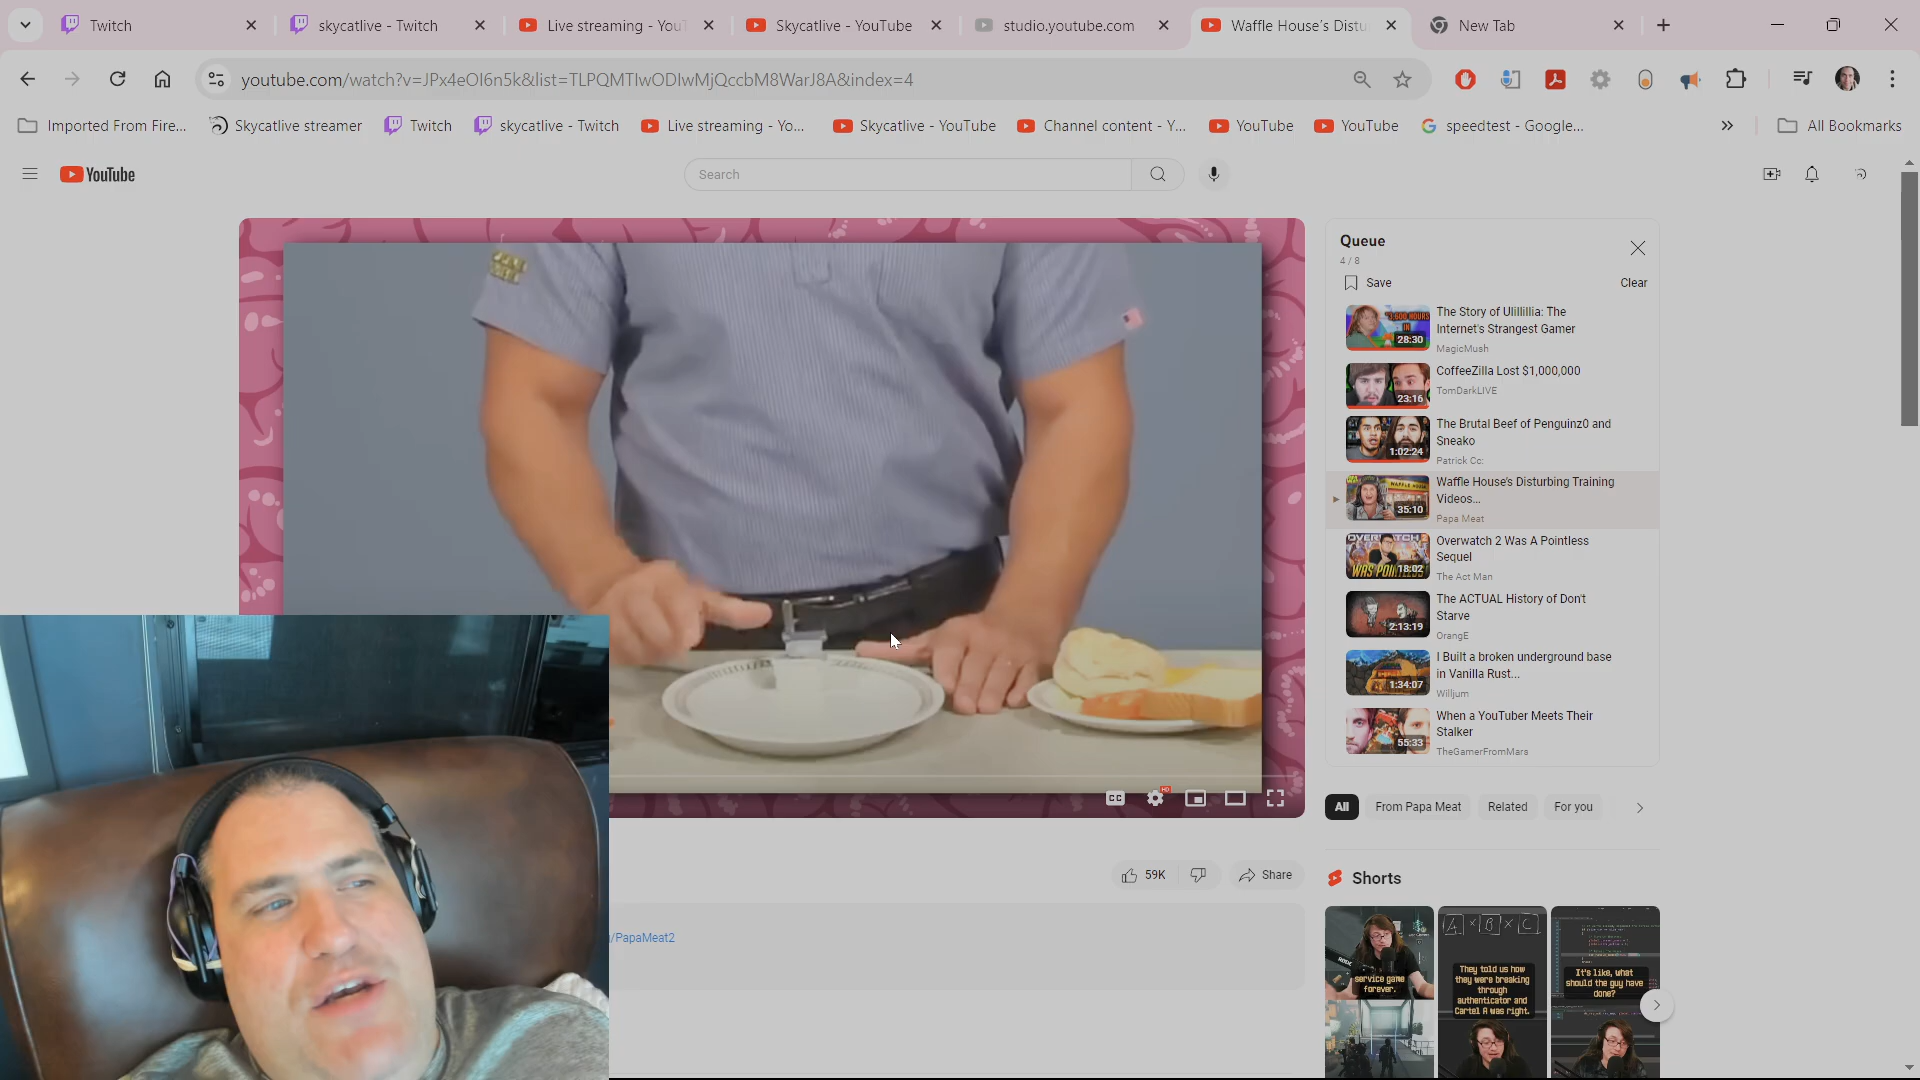 Twitch
skycatlive - Twitch
Live streaming - YouT
Skycatlive - YouTube
studio.youtube.com
Waffle House's Distu
New Tab
youtube.com/watch?v=JPx4eOl6n5k&list=TLPQMTIwODIwMjQccbM8WarJ8A&index=4
Imported From Fire...
Skycatlive streamer
Twitch
skycatlive - Twitch
Live streaming - Yo...
Skycatlive - YouTube
Channel content - Y...
YouTube
YouTube
speedtest - Google...
All Bookmarks
YouTube
Search
Queue
4 / 8
Save
Clear
28:30
The Story of Ulillillia: The
Internet's Strangest Gamer
MagicMush
23:16
CoffeeZilla Lost $1,000,000
TomDarkLIVE
1:02:24
The Brutal Beef of Penguinz0 and
Sneako
Patrick Cc:
35:10
Waffle House's Disturbing Training
Videos...
Papa Meat
18:02
Overwatch 2 Was A Pointless
Sequel
The Act Man
2:13:19
The ACTUAL History of Don't
Starve
OrangE
1:34:07
I Built a broken underground base
in Vanilla Rust...
Willjum
55:33
When a YouTuber Meets Their
Stalker
TheGamerFromMars
CC
HD
All
From Papa Meat
Related
For you
59K
Share
/PapaMeat2
Shorts
service game
forever.
[A] × [B] × [C]
They told us how
they were breaking
through
authenticator and
Cartel A was right.
It's like, what
should the guy have
done?